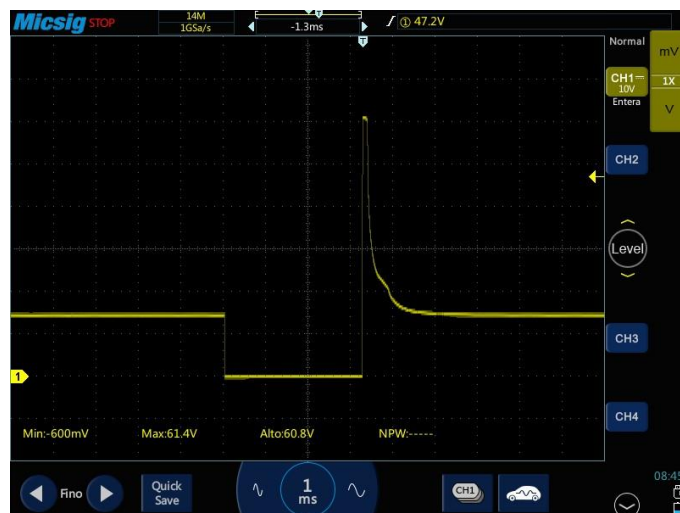 Micsig STOP
14M
1GSa/s
-1.3ms
T
① 47.2V
Normal
mV
CH1
10V
1X
Entera
V
CH2
Level
CH3
1
CH4
Min:-600mV Max:61.4V Alto:60.8V NPW:-----
Fino
Quick
Save
1
ms
CH1
08:45